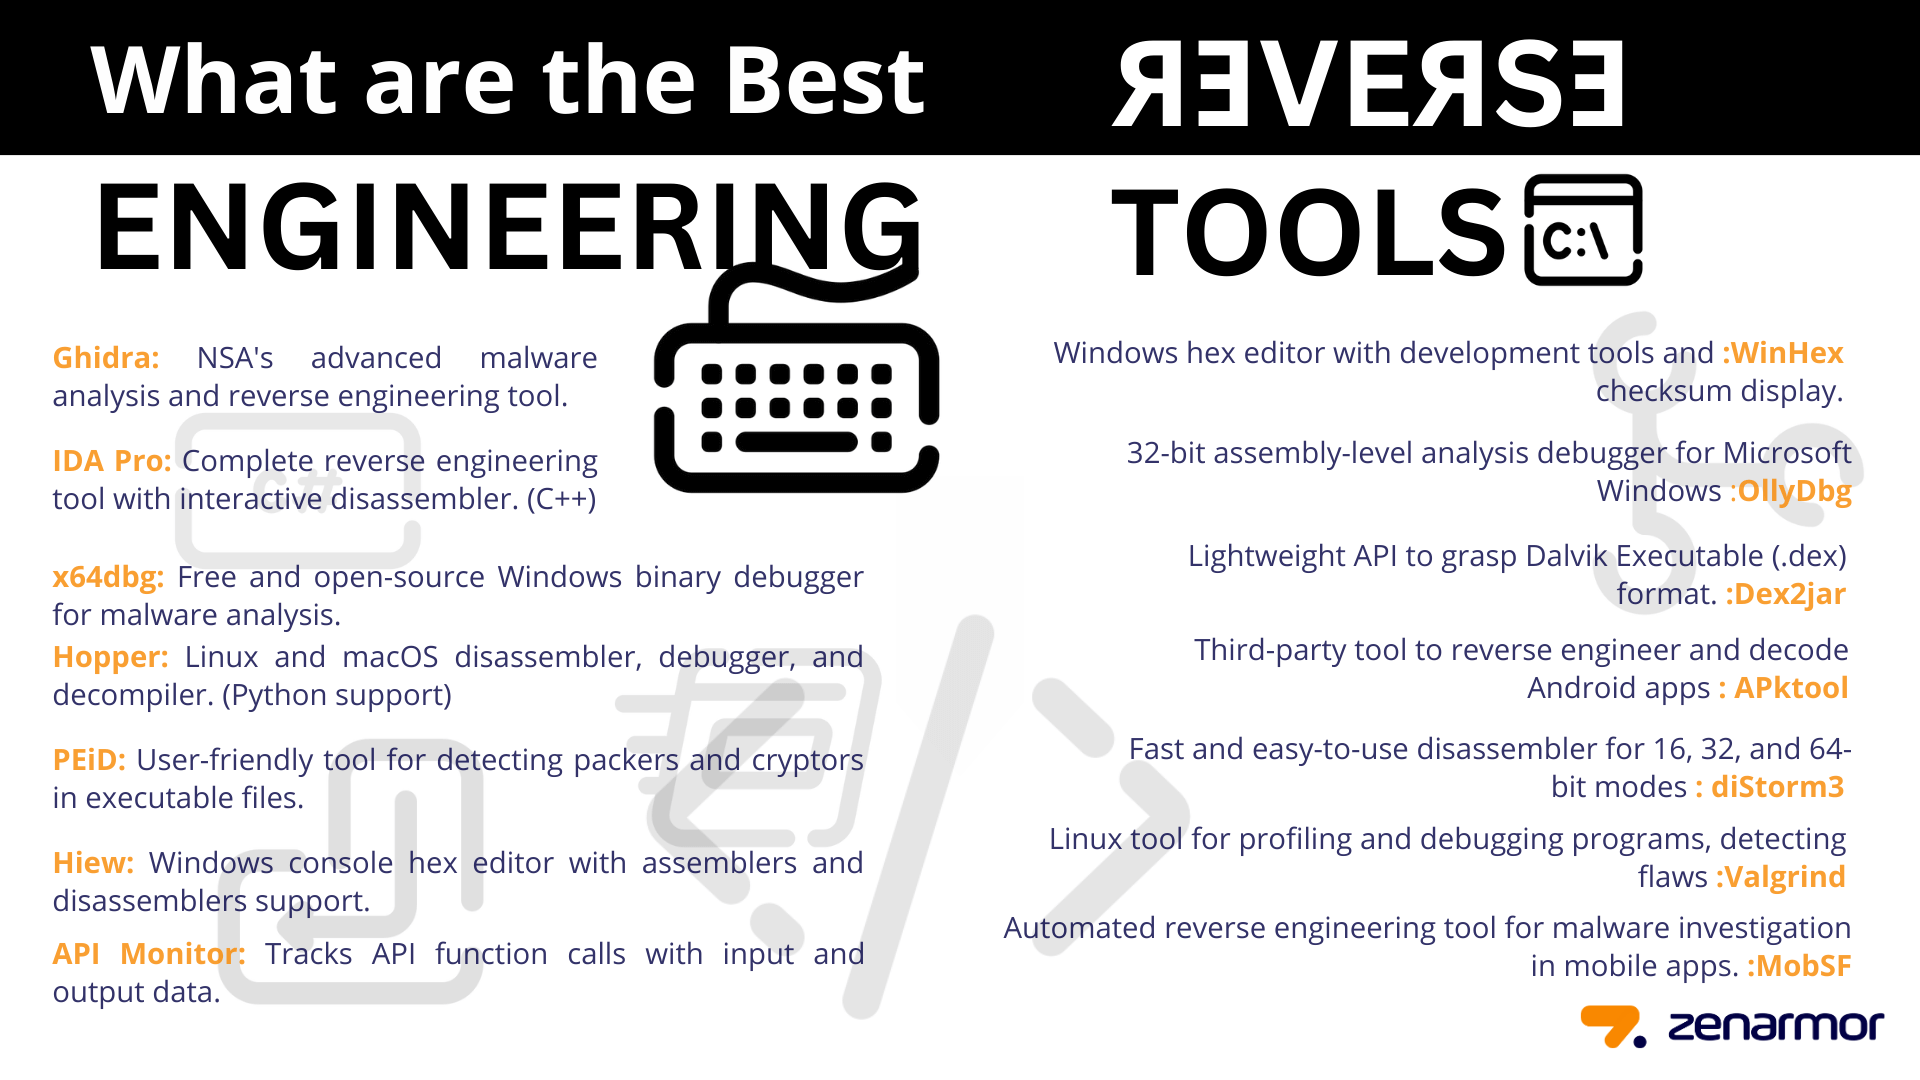 What are the Best
REVERSE
ENGINEERING
TOOLS
C:\
Ghidra: NSA's advanced malware
analysis and reverse engineering tool.
IDA Pro: Complete reverse engineering
tool with interactive disassembler. (C++)
C#
x64dbg: Free and open-source Windows binary debugger
for malware analysis.
Hopper: Linux and macOS disassembler, debugger, and
decompiler. (Python support)
PEiD: User-friendly tool for detecting packers and cryptors
in executable files.
Hiew: Windows console hex editor with assemblers and
disassemblers support.
API Monitor: Tracks API function calls with input and
output data.
Windows hex editor with development tools and :WinHex
checksum display.
32-bit assembly-level analysis debugger for Microsoft
Windows :OllyDbg
Lightweight API to grasp Dalvik Executable (.dex)
format. :Dex2jar
Third-party tool to reverse engineer and decode
Android apps : APktool
Fast and easy-to-use disassembler for 16, 32, and 64-
bit modes : diStorm3
Linux tool for profiling and debugging programs, detecting
flaws :Valgrind
Automated reverse engineering tool for malware investigation
in mobile apps. :MobSF
zenarmor